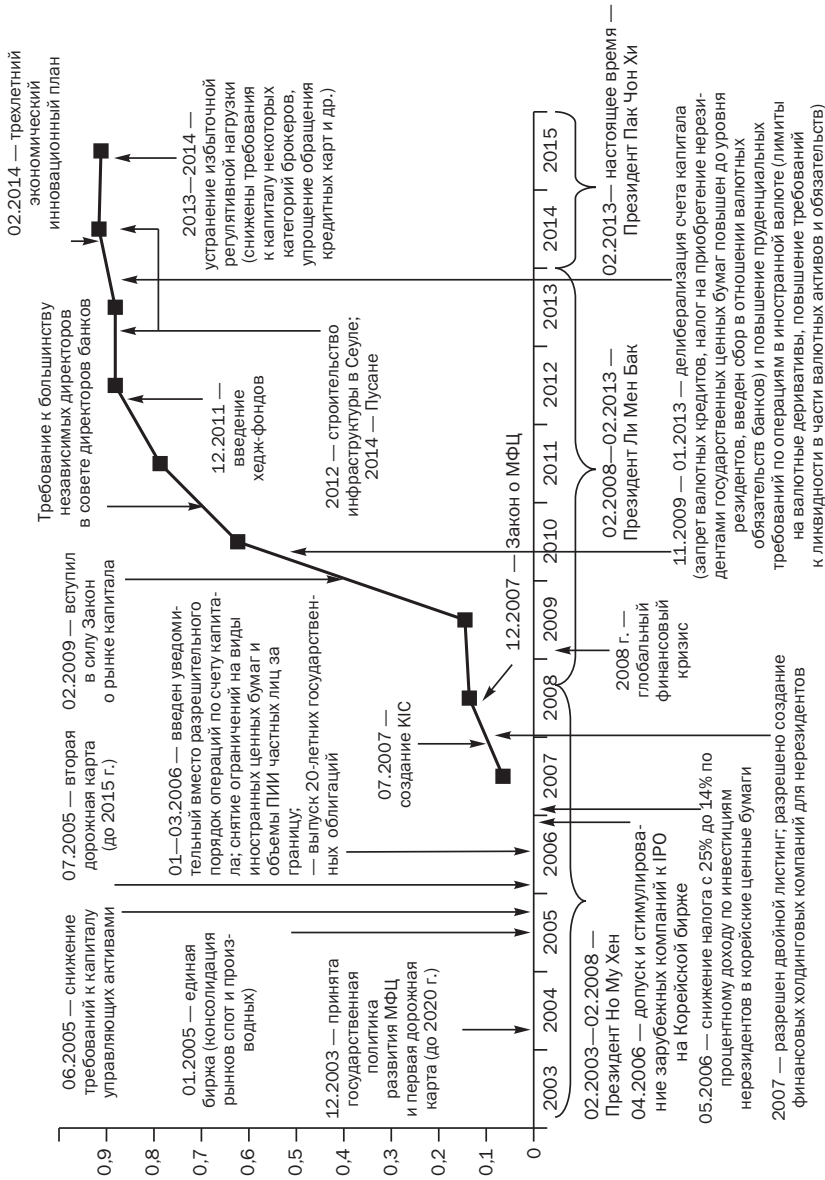 06.2005 — снижение
требований к капиталу
управляющих активами
07.2005 — вторая
дорожная карта
(до 2015 г.)
02.2009 — вступил
в силу Закон
о рынке капитала
Требование к большинству
независимых директоров
в совете директоров банков
02.2014 — трехлетний
экономический
инновационный план
01.2005 — единая
биржа (консолидация
рынков спот и произ-
водных)
01—03.2006 — введен уведоми-
тельный вместо разрешительного
порядок операций по счету капита-
ла; снятие ограничений на виды
иностранных ценных бумаг и
объемы ПИИ частных лиц за
границу;
— выпуск 20-летних государствен-
ных облигаций
12.2011 —
введение
хедж-фондов
2013—2014 —
устранение избыточной
регулятивной нагрузки
(снижены требования
к капиталу некоторых
категорий брокеров,
упрощение обращения
кредитных карт и др.)
12.2003 — принята
государственная
политика
развития МФЦ
и первая дорожная
карта (до 2020 г.)
07.2007 —
создание KIC
2012 — строительство
инфраструктуры в Сеуле;
2014 — Пусане
12.2007 — Закон о МФЦ
0,9
0,8
0,7
0,6
0,5
0,4
0,3
0,2
0,1
0
2003 2004 2005 2006 2007 2008 2009 2010 2011 2012 2013 2014 2015
02.2003—02.2008 —
Президент Но Му Хен
2008 г. —
глобальный
финансовый
кризис
02.2008—02.2013 —
Президент Ли Мен Бак
02.2013— настоящее время —
Президент Пак Чон Хи
04.2006 — допуск и стимулирова-
ние зарубежных компаний к IPO
на Корейской бирже
05.2006 — снижение налога с 25% до 14% по
процентному доходу по инвестициям
нерезидентов в корейские ценные бумаги
2007 — разрешен двойной листинг; разрешено создание
финансовых холдинговых компаний для нерезидентов
11.2009 — 01.2013 — делиберализация счета капитала
(запрет валютных кредитов, налог на приобретение нерези-
дентами государственных ценных бумаг повышен до уровня
резидентов, введен сбор в отношении валютных
обязательств банков) и повышение пруденциальных
требований по операциям в иностранной валюте (лимиты
на валютные деривативы, повышение требований
к ликвидности в части валютных активов и обязательств)